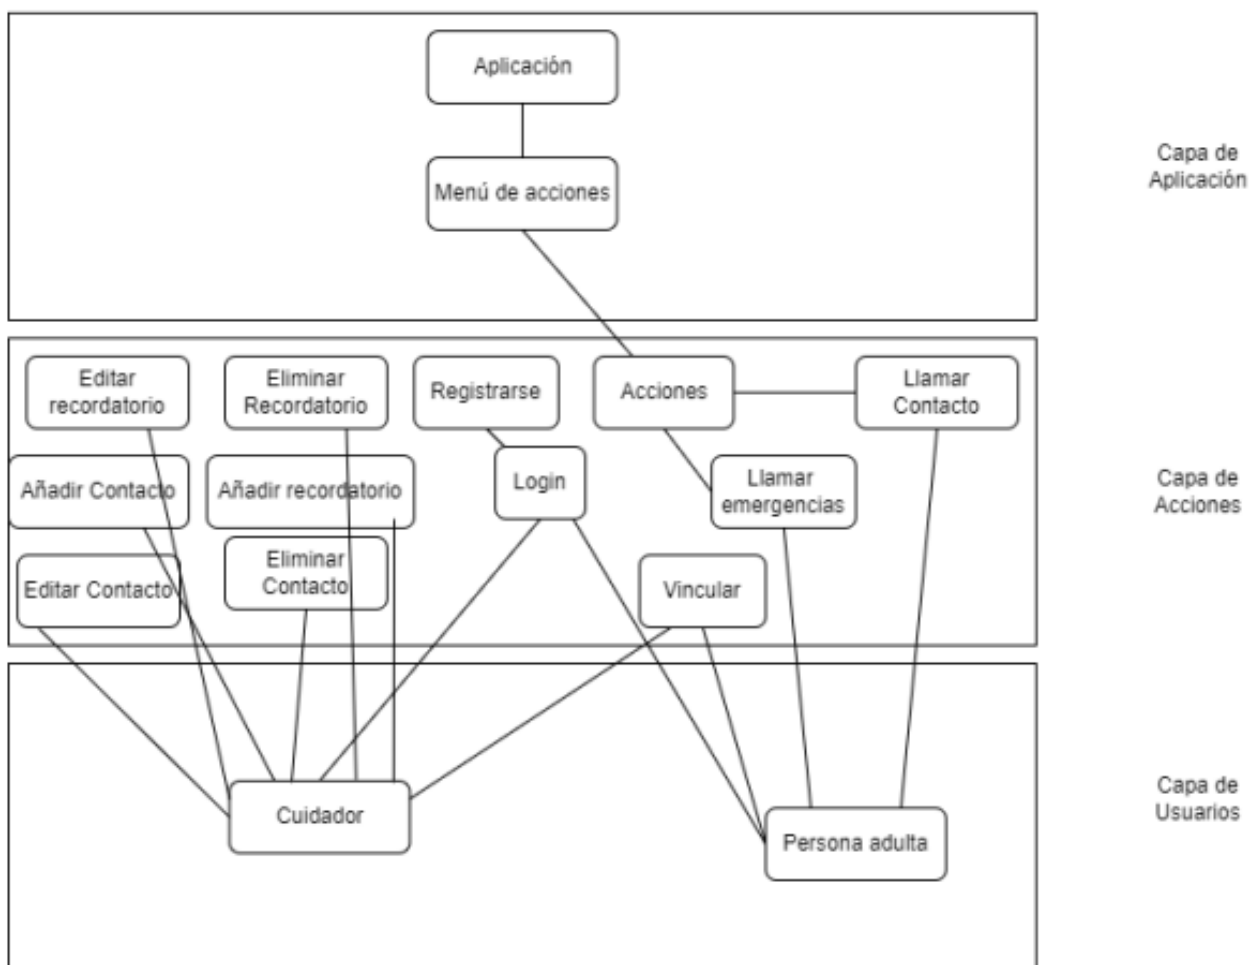 Aplicación
Menú de acciones
Capa de
Aplicación
Editar
recordatorio
Eliminar
Recordatorio
Registrarse
Acciones
Llamar
Contacto
Añadir Contacto
Añadir recordatorio
Login
Llamar
emergencias
Capa de
Acciones
Editar Contacto
Eliminar
Contacto
Vincular
Cuidador
Persona adulta
Capa de
Usuarios